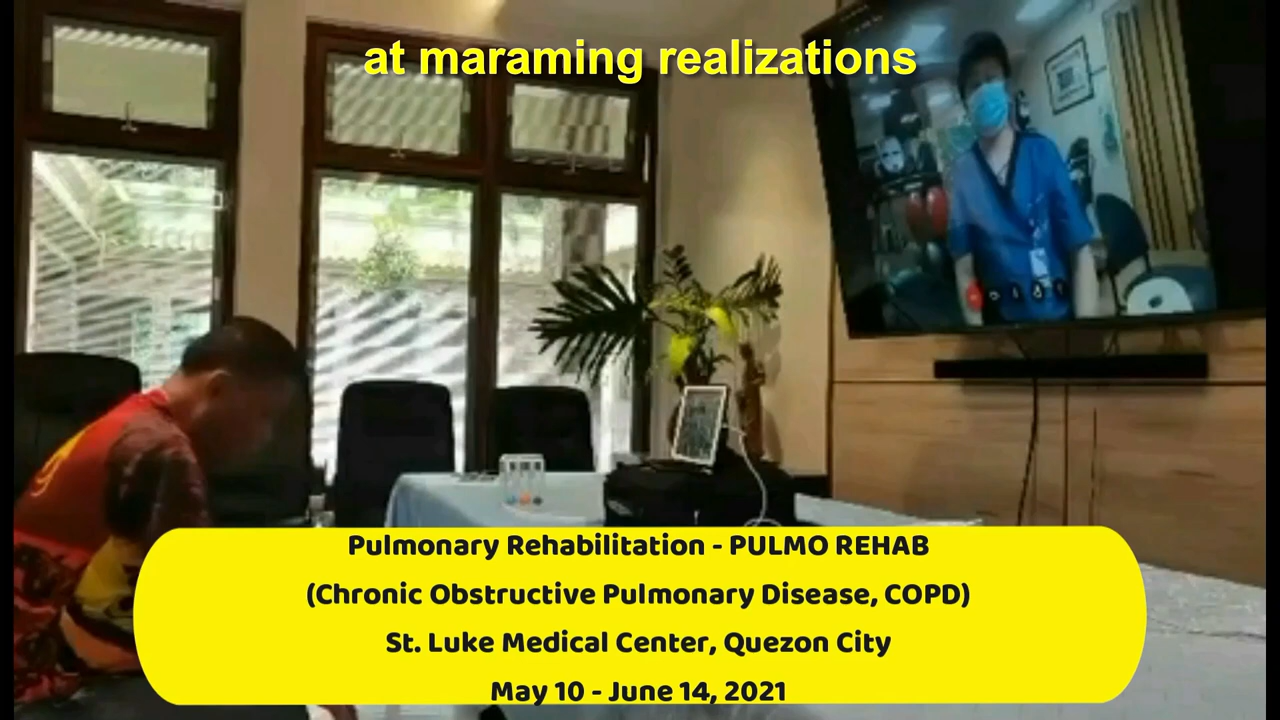 at maraming realizations
Pulmonary Rehabilitation - PULMO REHAB
(Chronic Obstructive Pulmonary Disease, COPD)
St. Luke Medical Center, Quezon City
May 10 - June 14, 2021